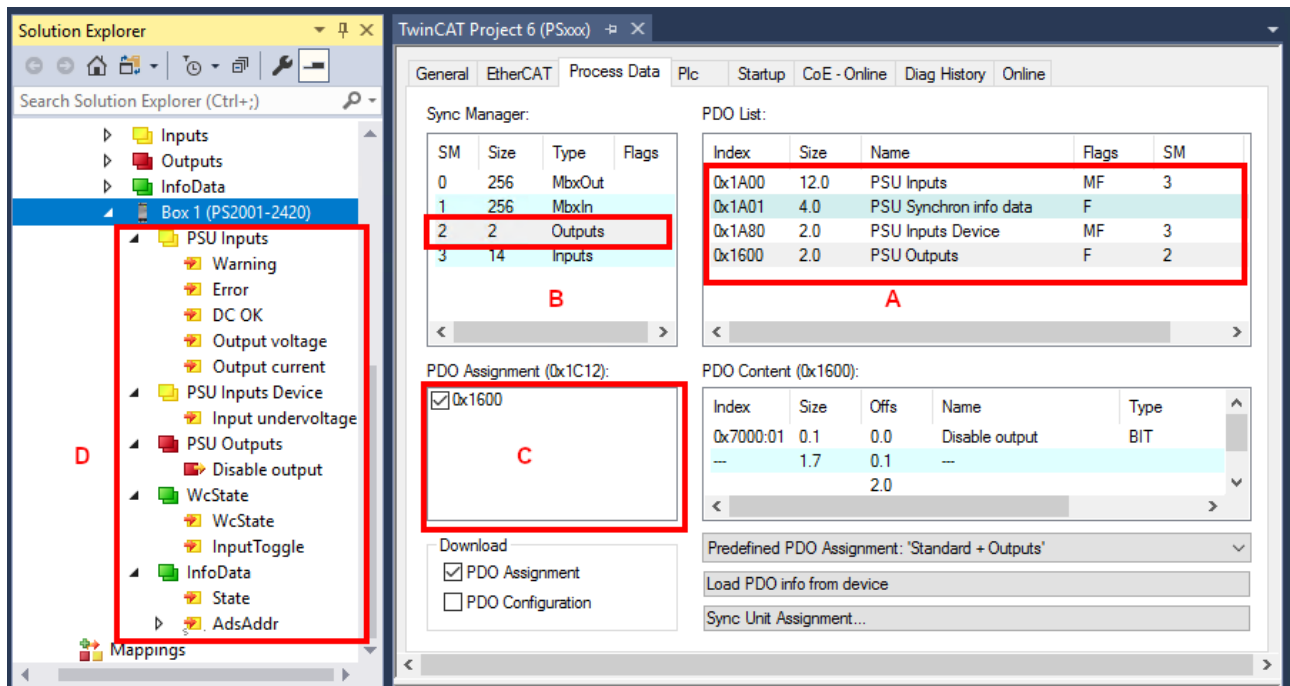 Solution Explorer
Search Solution Explorer (Ctrl+;)
Inputs
Outputs
InfoData
Box 1 (PS2001-2420)
PSU Inputs
Warning
Error
DC OK
Output voltage
Output current
PSU Inputs Device
Input undervoltage
PSU Outputs
D
Disable output
WcState
WcState
InputToggle
InfoData
State
AdsAddr
Mappings
TwinCAT Project 6 (PSxxx)
General EtherCAT Process Data Plc Startup CoE - Online Diag History Online
Sync Manager:
SM Size Type Flags
0 256 MbxOut
1 256 MbxIn
2 2 Outputs
3 14 Inputs
B
PDO List:
Index Size Name Flags SM
0x1A00 12.0 PSU Inputs MF 3
0x1A01 4.0 PSU Synchron info data F
0x1A80 2.0 PSU Inputs Device MF 3
0x1600 2.0 PSU Outputs F 2
A
PDO Assignment (0x1C12):
0x1600
C
PDO Content (0x1600):
Index Size Offs Name Type
0x7000:01 0.1 0.0 Disable output BIT
--- 1.7 0.1 ---
2.0
Download
PDO Assignment
PDO Configuration
Predefined PDO Assignment: 'Standard + Outputs'
Load PDO info from device
Sync Unit Assignment...